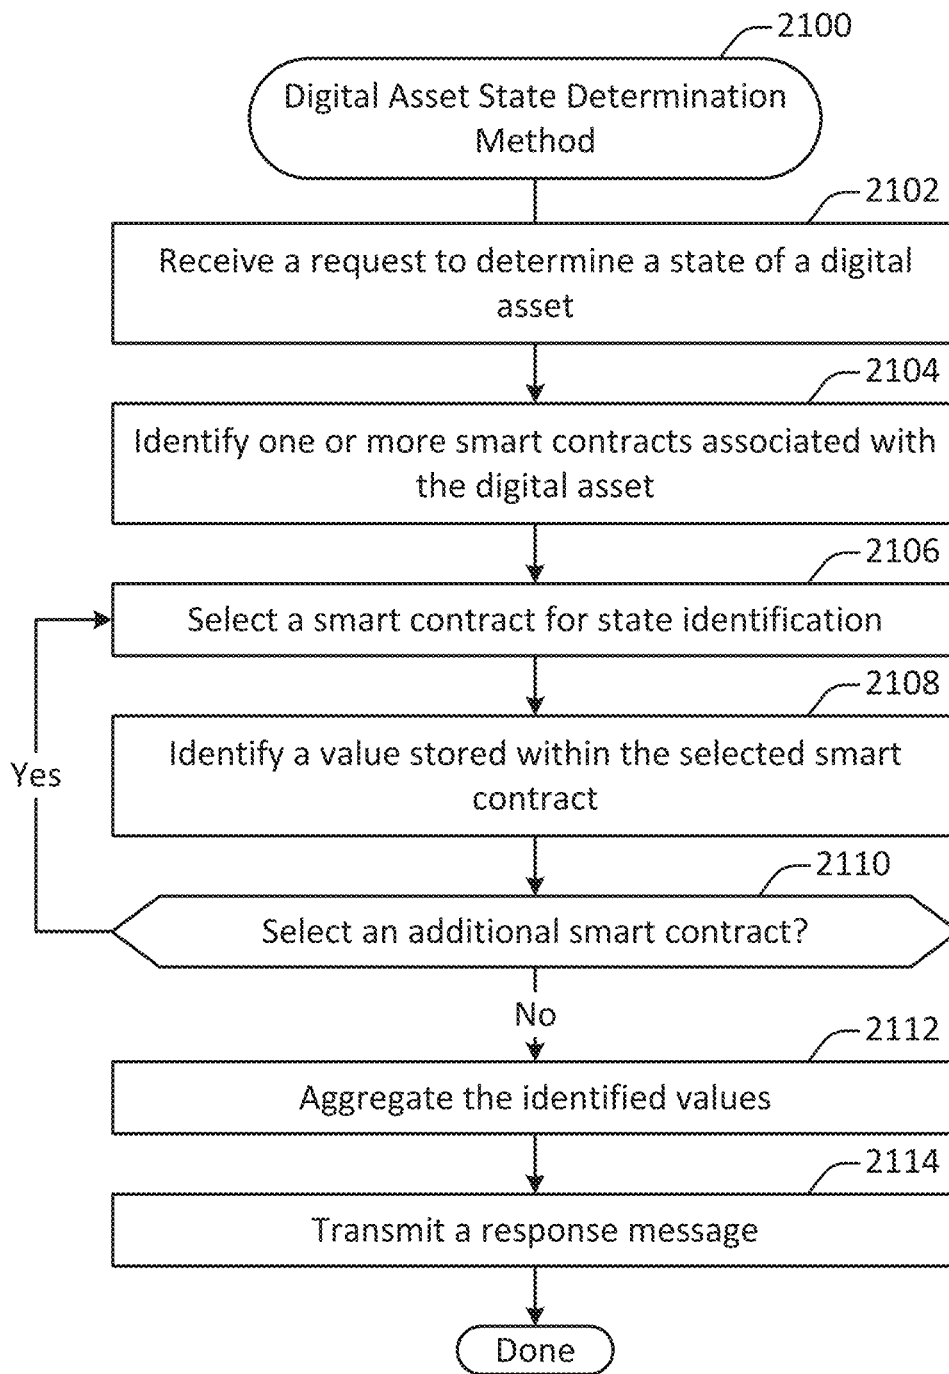 2100
Digital Asset State Determination
Method
2102
Receive a request to determine a state of a digital
asset
2104
Identify one or more smart contracts associated with
the digital asset
2106
Select a smart contract for state identification
2108
Identify a value stored within the selected smart
contract
Yes
2110
Select an additional smart contract?
No
2112
Aggregate the identified values
2114
Transmit a response message
Done